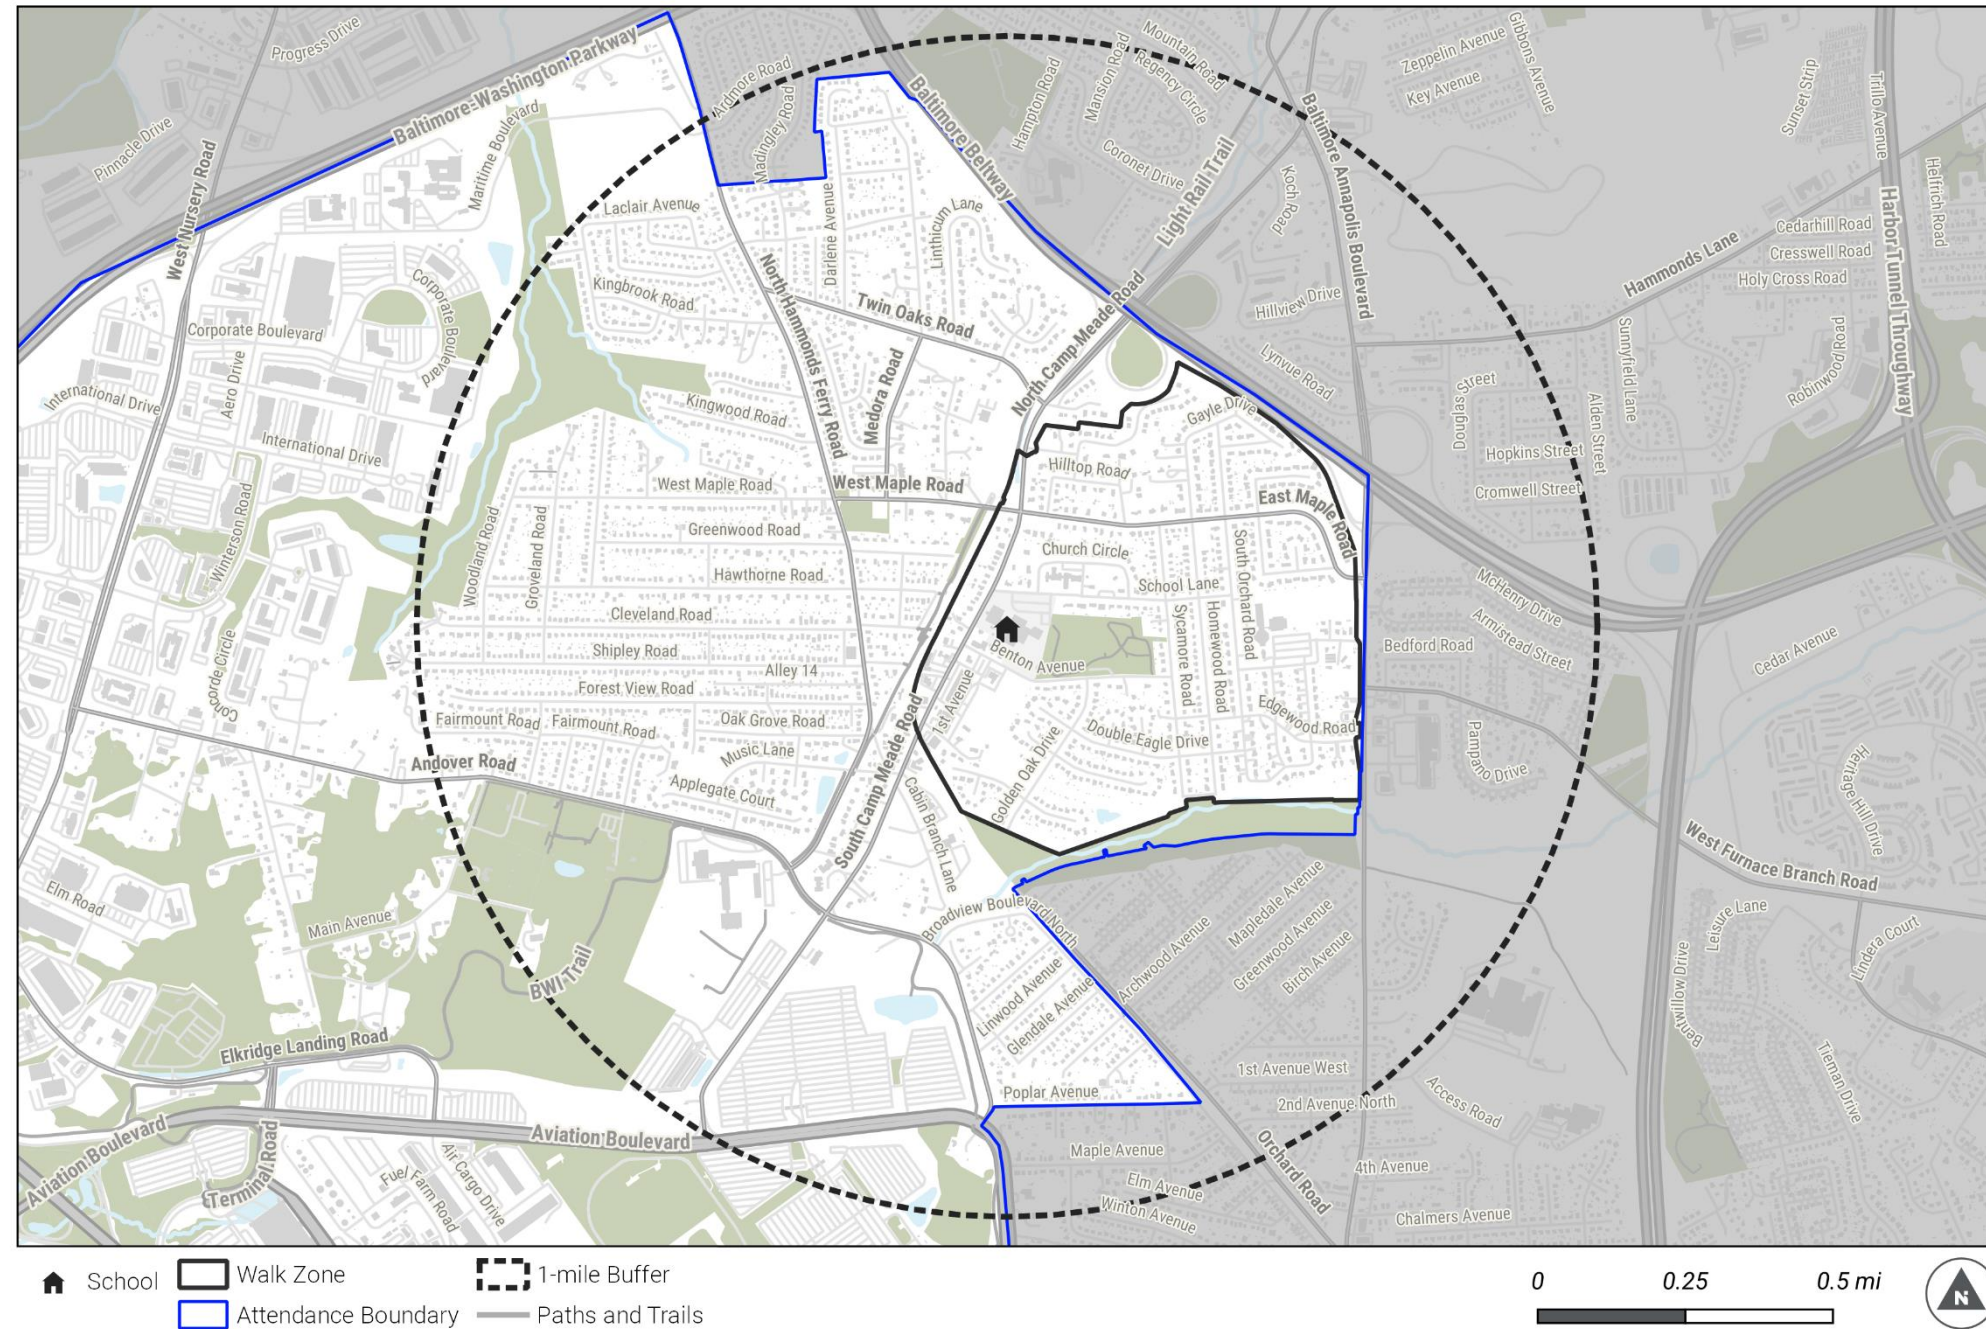 Progress Drive
Pinnacle Drive
West Nursery Road
Baltimore-Washington Parkway
Maritime Boulevard
Ardmore Road
Madingley Road
Baltimore Beltway
Hampton Road
Mansion Road
Mountain Road
Regency Circle
Coronet Drive
Light Rail Trail
Koch Road
Baltimore Annapolis Boulevard
Zeppelin Avenue
Key Avenue
Gibbons Avenue
Sunset Strip
Trillo Avenue
Helfrich Road
Harbor Tunnel Throughway
Hammonds Lane
Cedarhill Road
Cresswell Road
Holy Cross Road
Laclair Avenue
Kingbrook Road
Darlene Avenue
Linthicum Lane
North Hammonds Ferry Road
Twin Oaks Road
Medora Road
North Camp Meade Road
Hillview Drive
Lynvue Road
Sunnyfield Lane
Robinwood Road
Douglas Street
Alden Street
Hopkins Street
Cromwell Street
Corporate Boulevard
Corporate Boulevard
Aero Drive
International Drive
International Drive
Winterson Road
Concorde Circle
Kingwood Road
West Maple Road
West Maple Road
Greenwood Road
Hawthorne Road
Cleveland Road
Shipley Road
Alley 14
Forest View Road
Fairmount Road
Fairmount Road
Oak Grove Road
Music Lane
Applegate Court
Woodland Road
Groveland Road
Andover Road
Gayle Drive
Hilltop Road
East Maple Road
Church Circle
School Lane
South Orchard Road
Sycamore Road
Homewood Road
Benton Avenue
1st Avenue
Golden Oak Drive
Double Eagle Drive
Edgewood Road
South Camp Meade Road
Cabin Branch Lane
McHenry Drive
Armistead Street
Bedford Road
Cedar Avenue
Pampano Drive
Heritage Hill Drive
West Furnace Branch Road
Leisure Lane
Lindera Court
Bentwillow Drive
Tieman Drive
Elm Road
Main Avenue
BWI Trail
Elkridge Landing Road
Broadview Boulevard North
Linwood Avenue
Glendale Avenue
Archwood Avenue
Mapledale Avenue
Greenwood Avenue
Birch Avenue
Poplar Avenue
1st Avenue West
2nd Avenue North
Access Road
Aviation Boulevard
Aviation Boulevard
Terminal Road
Fuel Farm Road
Air Cargo Drive
Maple Avenue
Elm Avenue
Winton Avenue
Orchard Road
4th Avenue
Chalmers Avenue
School
Walk Zone
1-mile Buffer
Attendance Boundary
Paths and Trails
0 0.25 0.5 mi
N